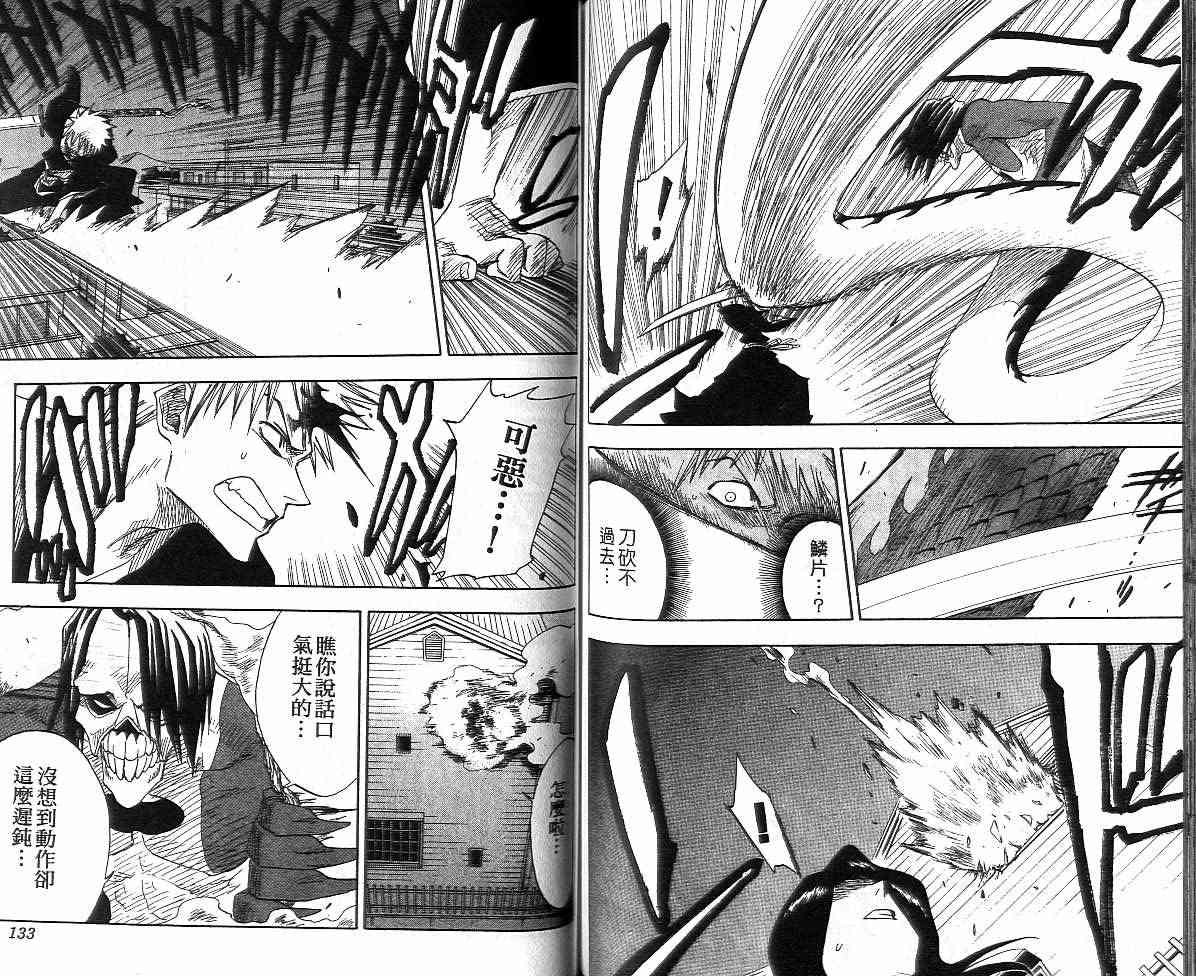 !
鱗片…?
刀砍不
過去…
!
可惡…!
怎麼啦…
瞧你說話口
氣挺大的…
沒想到動作卻
這麼遲鈍…
133